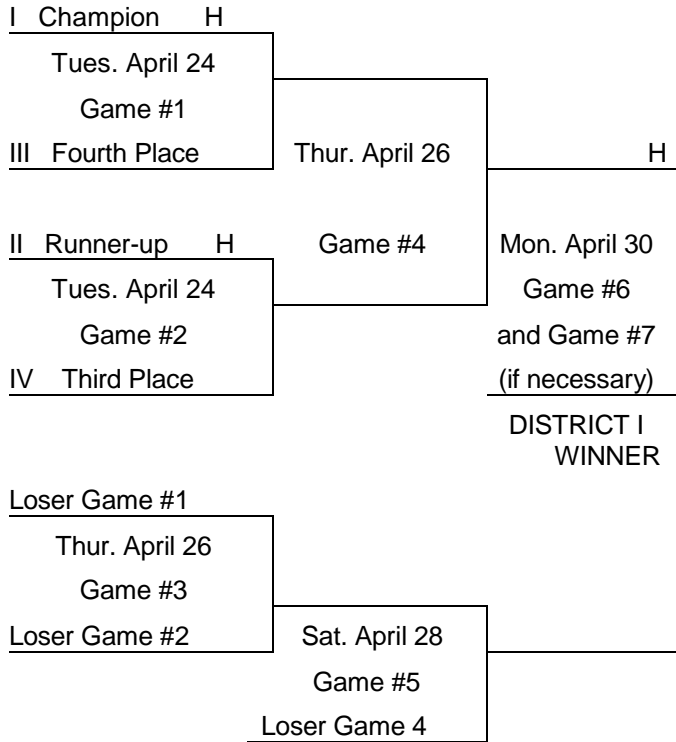 I Champion H
Tues. April 24
Game #1
III Fourth Place
Thur. April 26
H
II Runner-up H
Game #4
Mon. April 30
Tues. April 24
Game #6
Game #2
and Game #7
IV Third Place
(if necessary)
DISTRICT I
WINNER
Loser Game #1
Thur. April 26
Game #3
Loser Game #2
Sat. April 28
Game #5
Loser Game 4